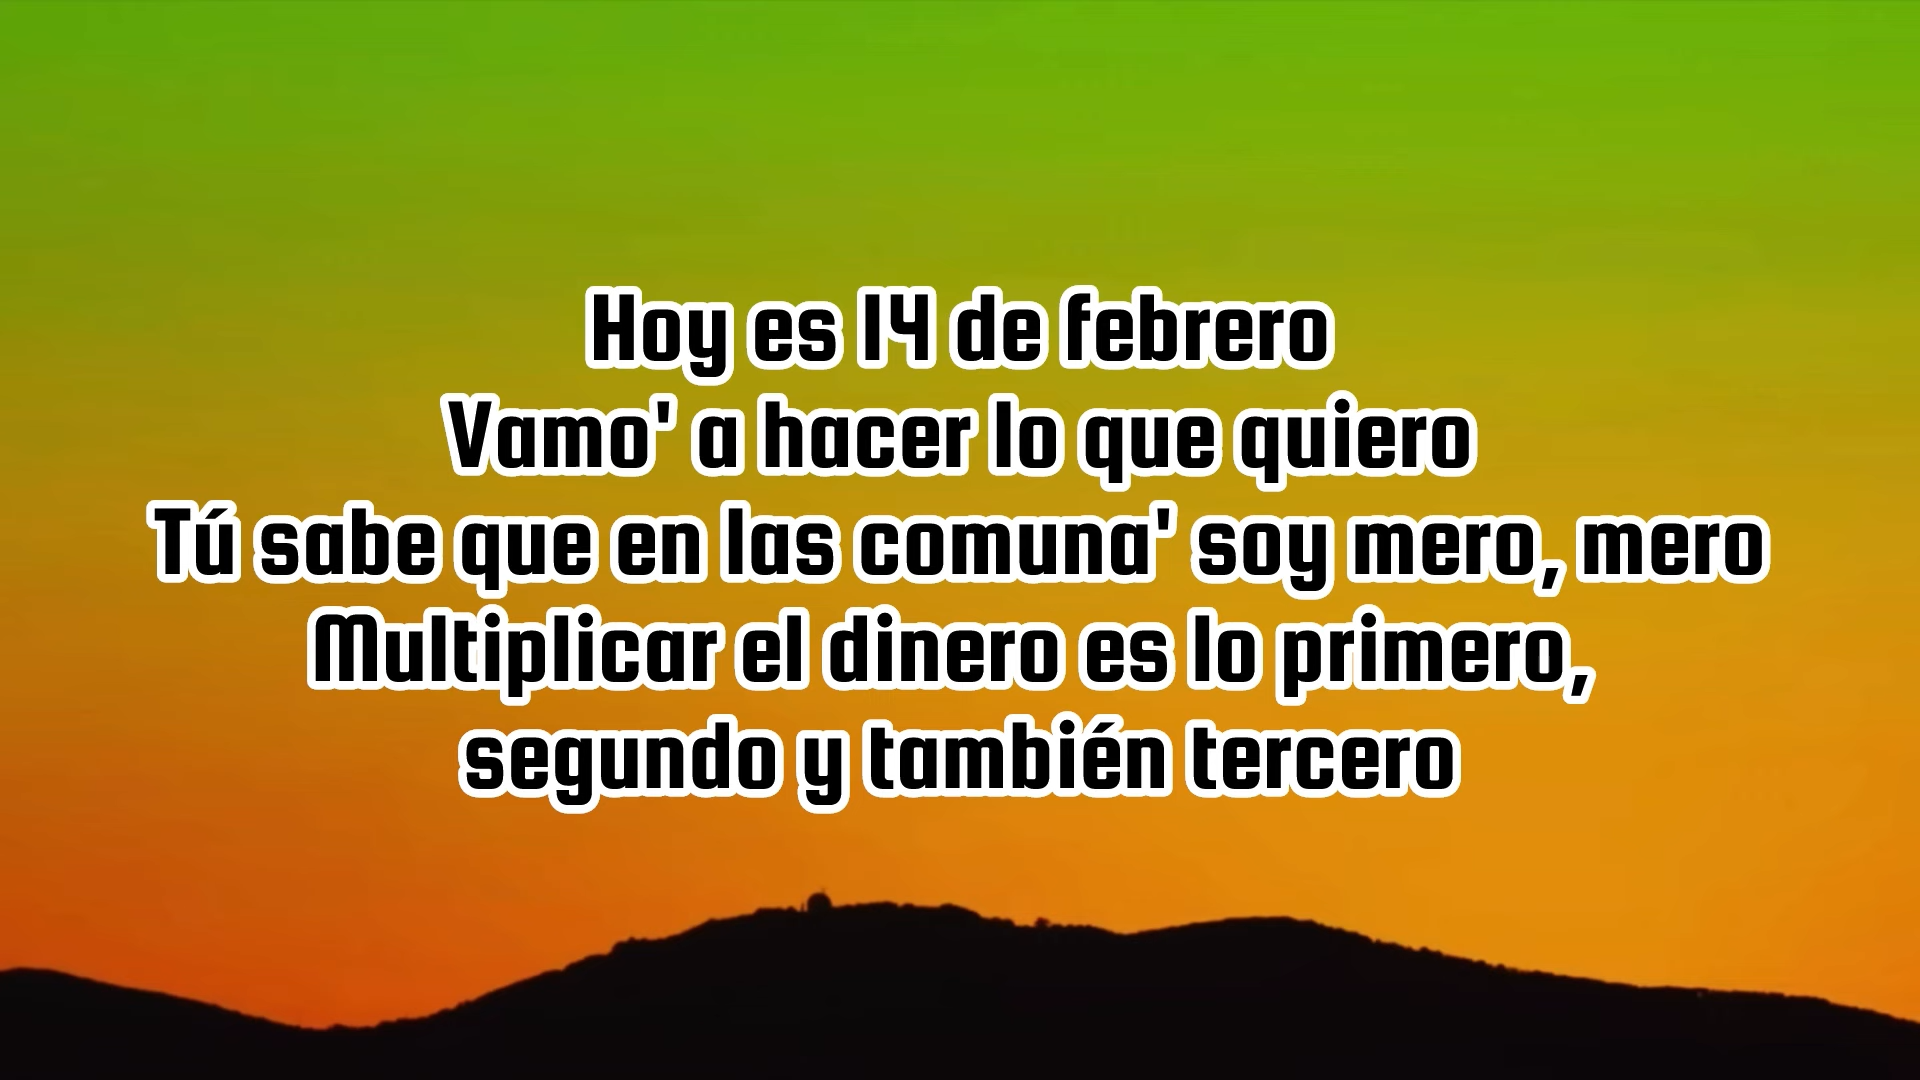 Hoy es 14 de febrero
Vamo' a hacer lo que quiero
Tú sabe que en las comuna' soy mero, mero
Multiplicar el dinero es lo primero,
segundo y también tercero